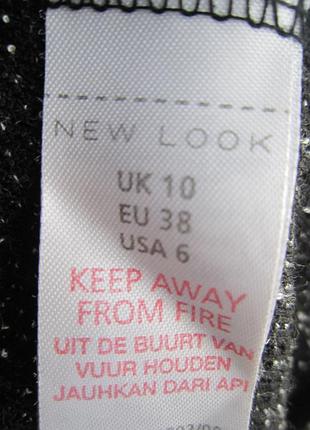 NEW LOOK
UK 10
EU 38
USA 6
KEEP AWAY
FROM FIRE
UIT DE BUURT VAN
VUUR HOUDEN
JAUHKAN DARI API